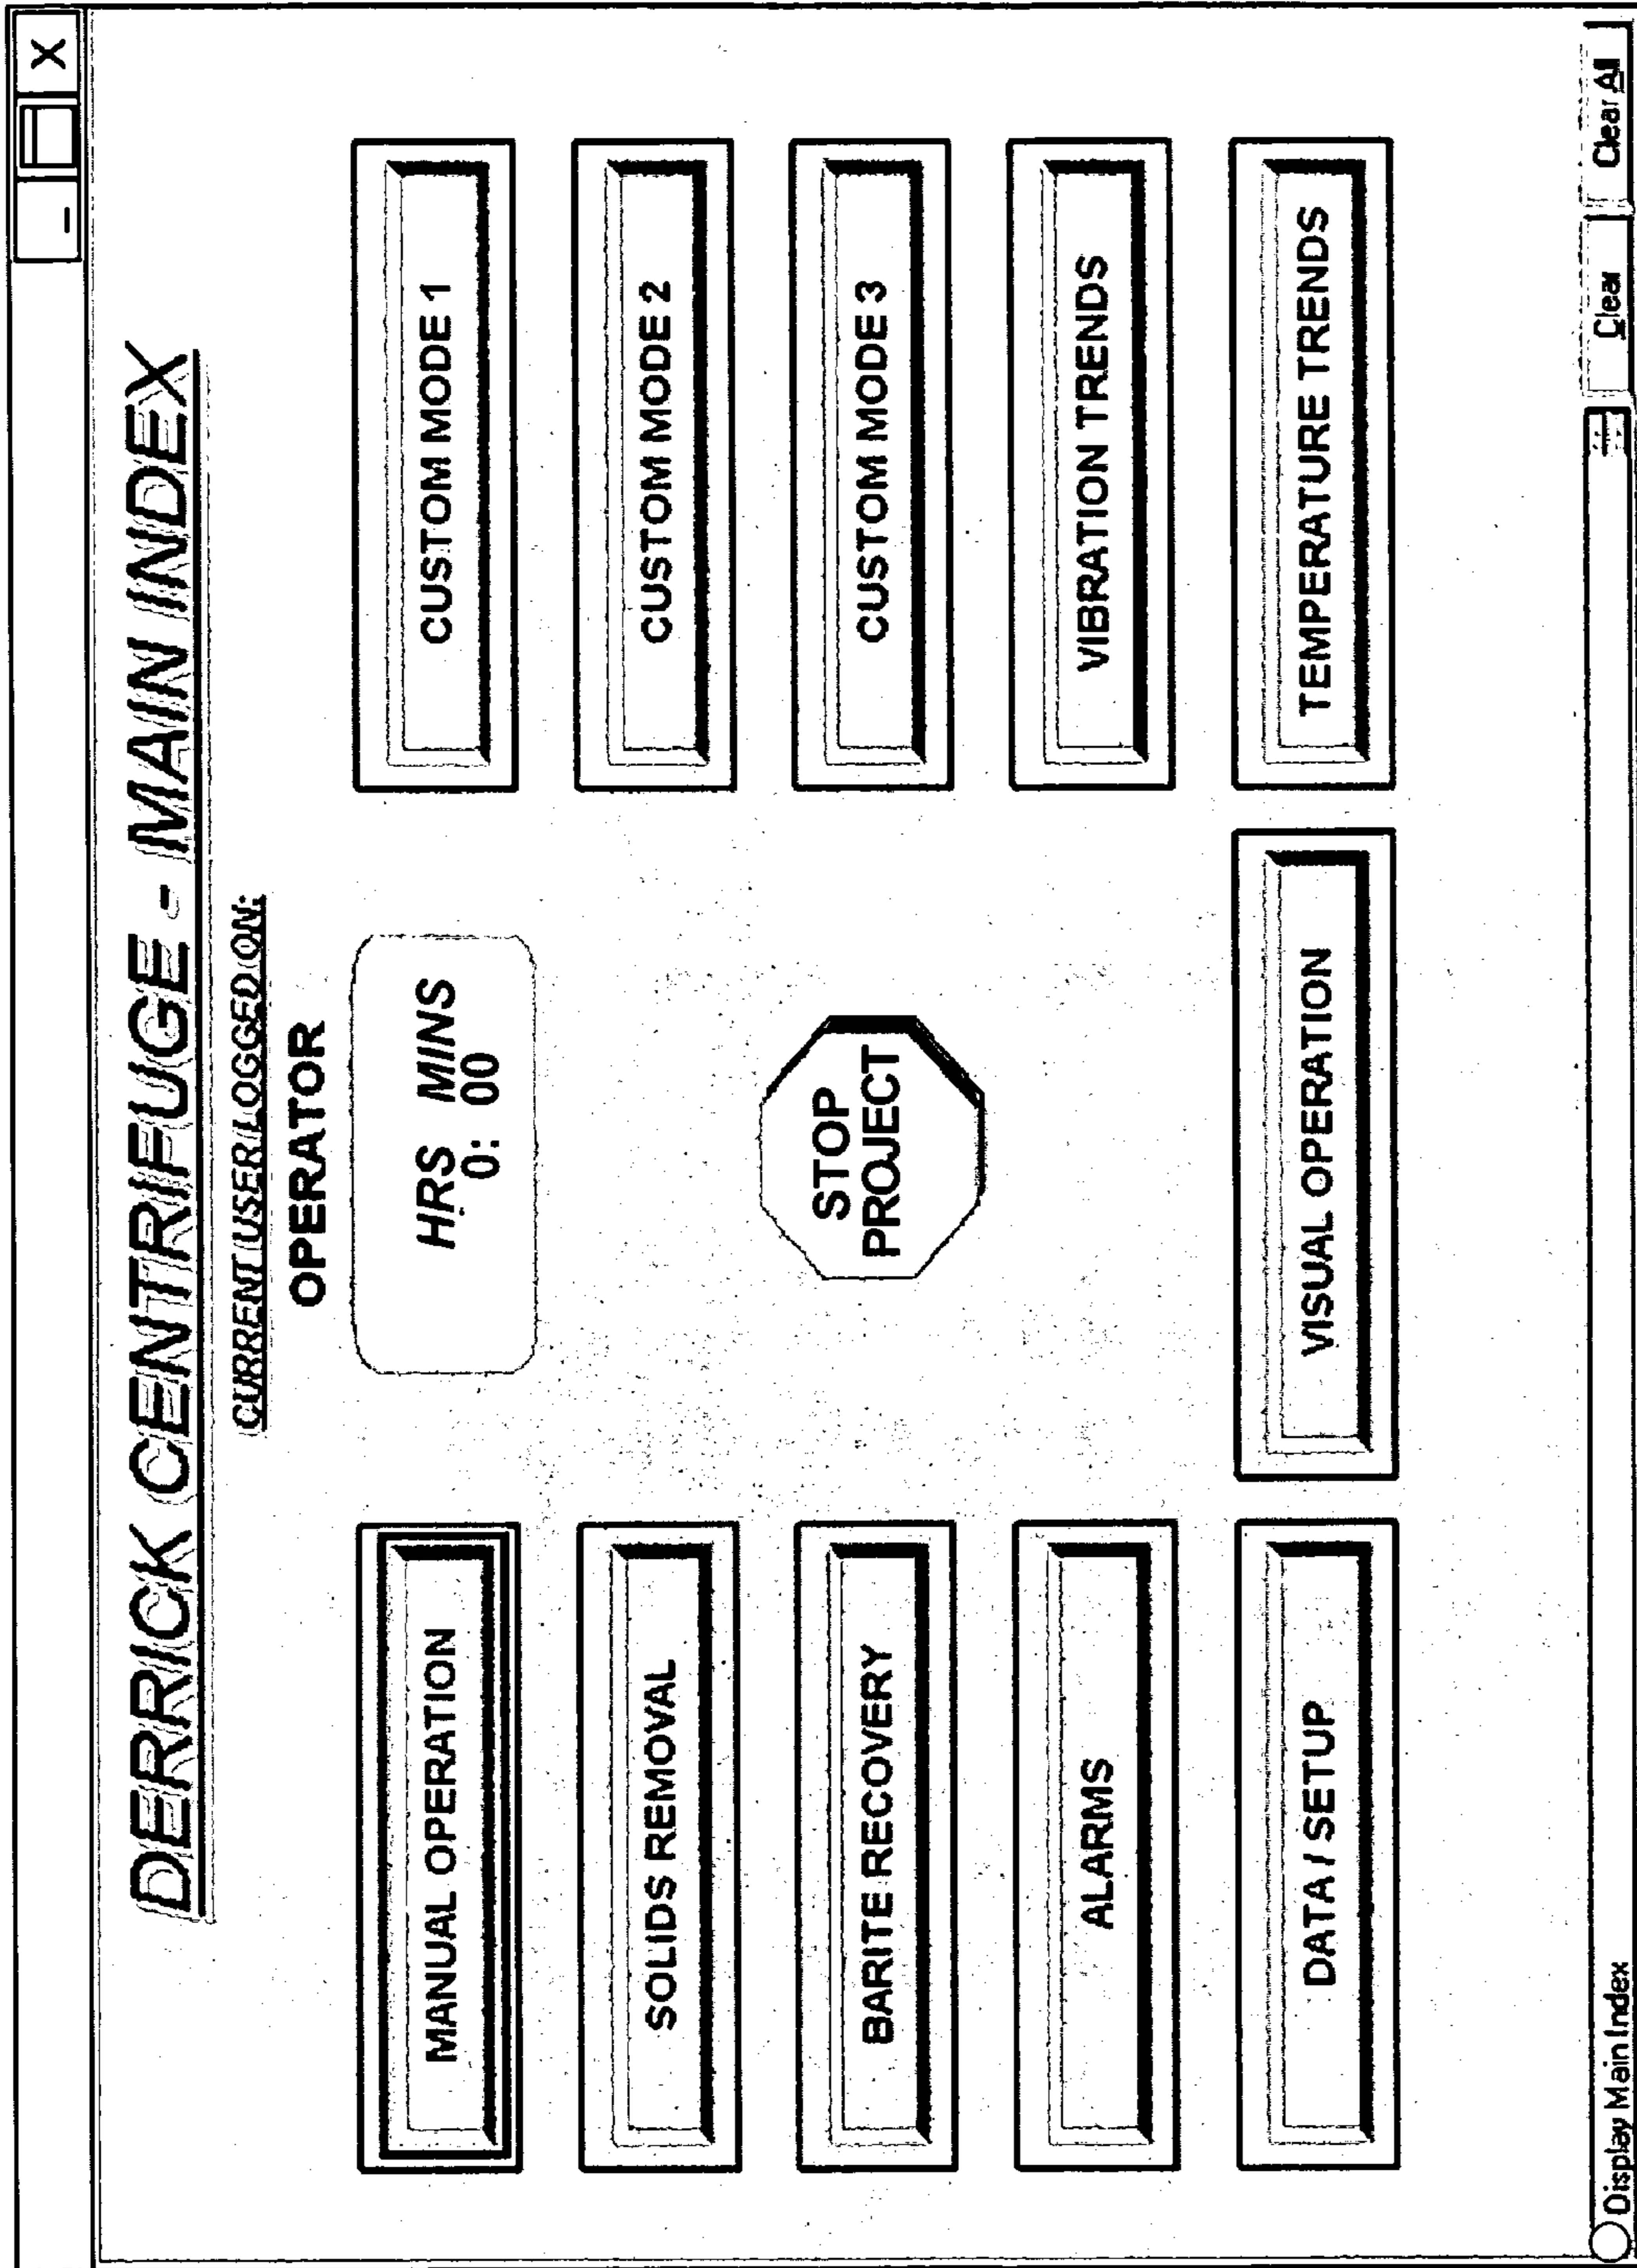 - X
DERRICK CENTRIFUGE - MAIN INDEX
CURRENT USER LOGGED ON:
OPERATOR
HRS MINS
0: 00
MANUAL OPERATION
CUSTOM MODE 1
SOLIDS REMOVAL
CUSTOM MODE 2
STOP
PROJECT
BARITE RECOVERY
CUSTOM MODE 3
ALARMS
VIBRATION TRENDS
DATA / SETUP
VISUAL OPERATION
TEMPERATURE TRENDS
Display Main Index
Clear
Clear All